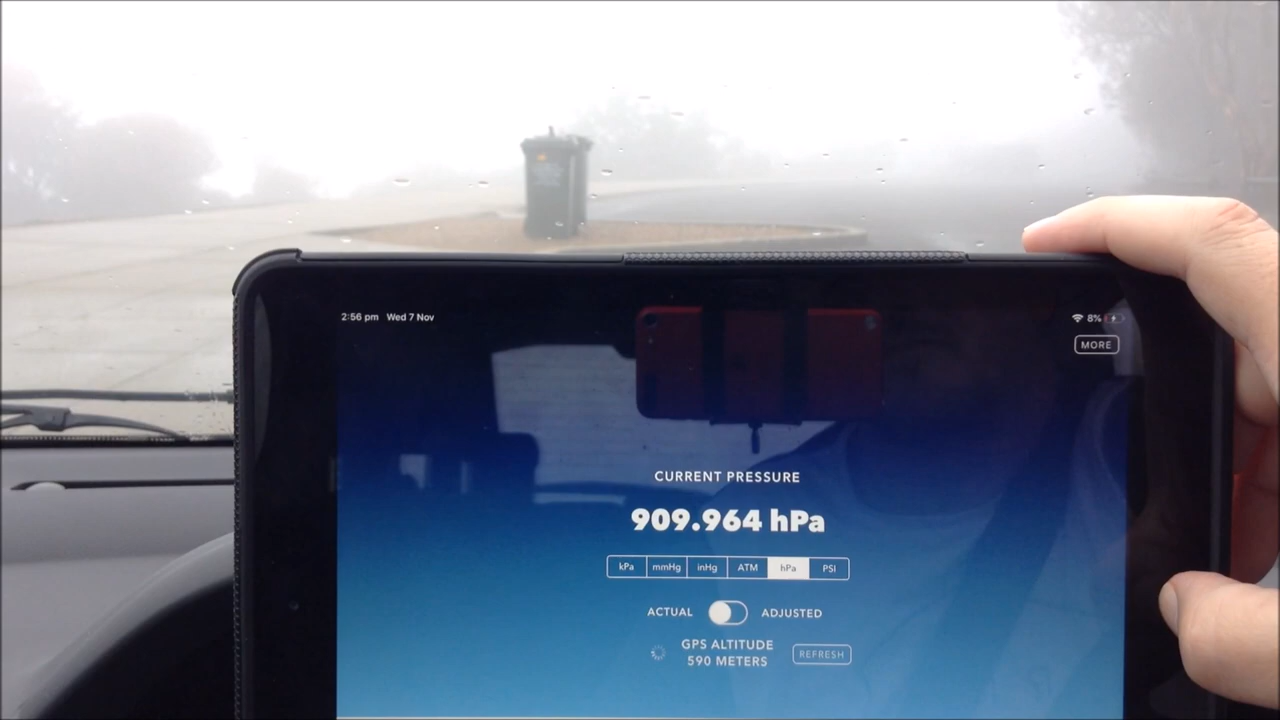 2:56 pm Wed 7 Nov
8%
MORE
CURRENT PRESSURE
909.964 hPa
kPa mmHg inHg ATM hPa PSI
ACTUAL ADJUSTED
GPS ALTITUDE
590 METERS
REFRESH